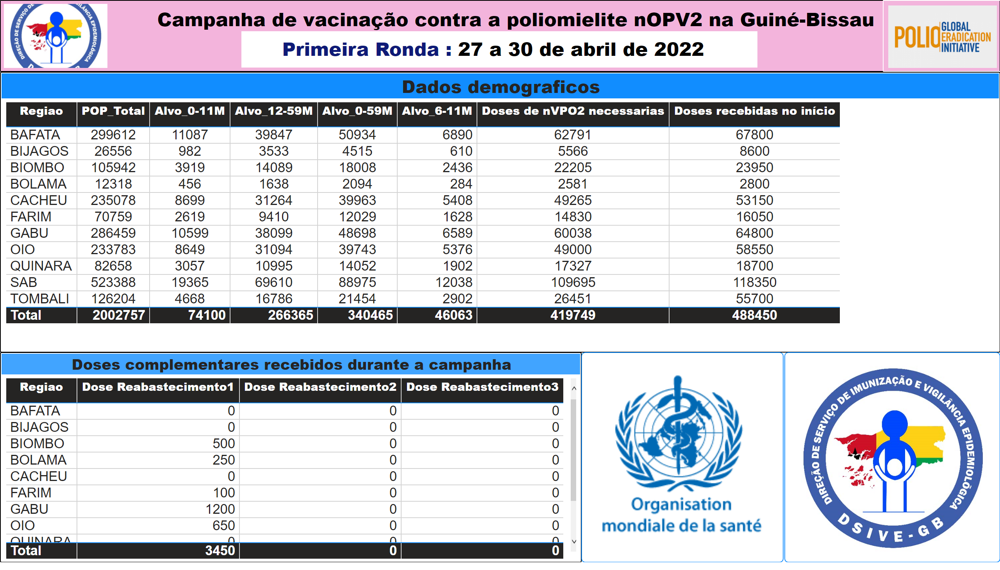 Campanha de vacinação contra a poliomielite nOPV2 na Guiné-Bissau
Primeira Ronda : 27 a 30 de abril de 2022
DIREÇÃO DE SERVIÇO DE
VIGILÂNCIA EPIDEMIOLÓGICA
POLIO GLOBAL
ERADICATION
INITIATIVE
Dados demograficos
Regiao POP_Total Alvo_0-11M Alvo_12-59M Alvo_0-59M Alvo_6-11M Doses de nVPO2 necessarias Doses recebidas no início
BAFATA 299612 11087 39847 50934 6890 62791 67800
BIJAGOS 26556 982 3533 4515 610 5566 8600
BIOMBO 105942 3919 14089 18008 2436 22205 23950
BOLAMA 12318 456 1638 2094 284 2581 2800
CACHEU 235078 8699 31264 39963 5408 49265 53150
FARIM 70759 2619 9410 12029 1628 14830 16050
GABU 286459 10599 38099 48698 6589 60038 64800
OIO 233783 8649 31094 39743 5376 49000 58550
QUINARA 82658 3057 10995 14052 1902 17327 18700
SAB 523388 19365 69610 88975 12038 109695 118350
TOMBALI 126204 4668 16786 21454 2902 26451 55700
Total 2002757 74100 266365 340465 46063 419749 488450
Doses complementares recebidos durante a campanha
Regiao Dose Reabastecimento1 Dose Reabastecimento2 Dose Reabastecimento3
BAFATA 0 0 0
BIJAGOS 0 0 0
BIOMBO 500 0 0
BOLAMA 250 0 0
CACHEU 0 0 0
FARIM 100 0 0
GABU 1200 0 0
OIO 650 0 0
QUINARA 0 0 0
Total 3450 0 0
Organisation
mondiale de la santé
DIREÇÃO DE SERVIÇO DE IMUNIZAÇÃO E VIGILÂNCIA EPIDEMIOLÓGICA
DSIVE-GB